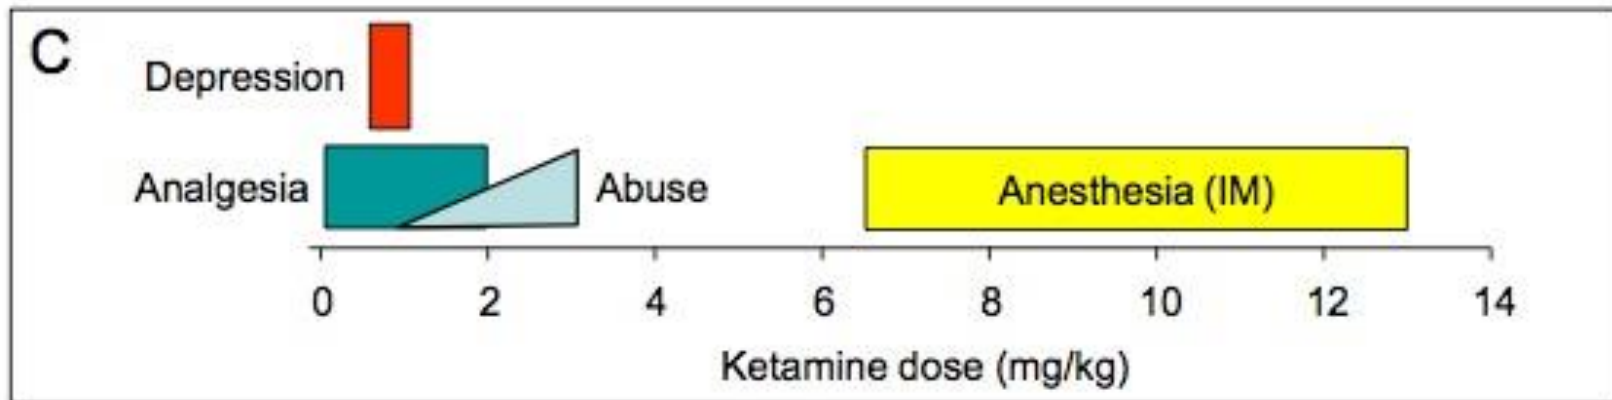 C
Depression
Analgesia
Abuse
Anesthesia (IM)
0 2 4 6 8 10 12 14
Ketamine dose (mg/kg)